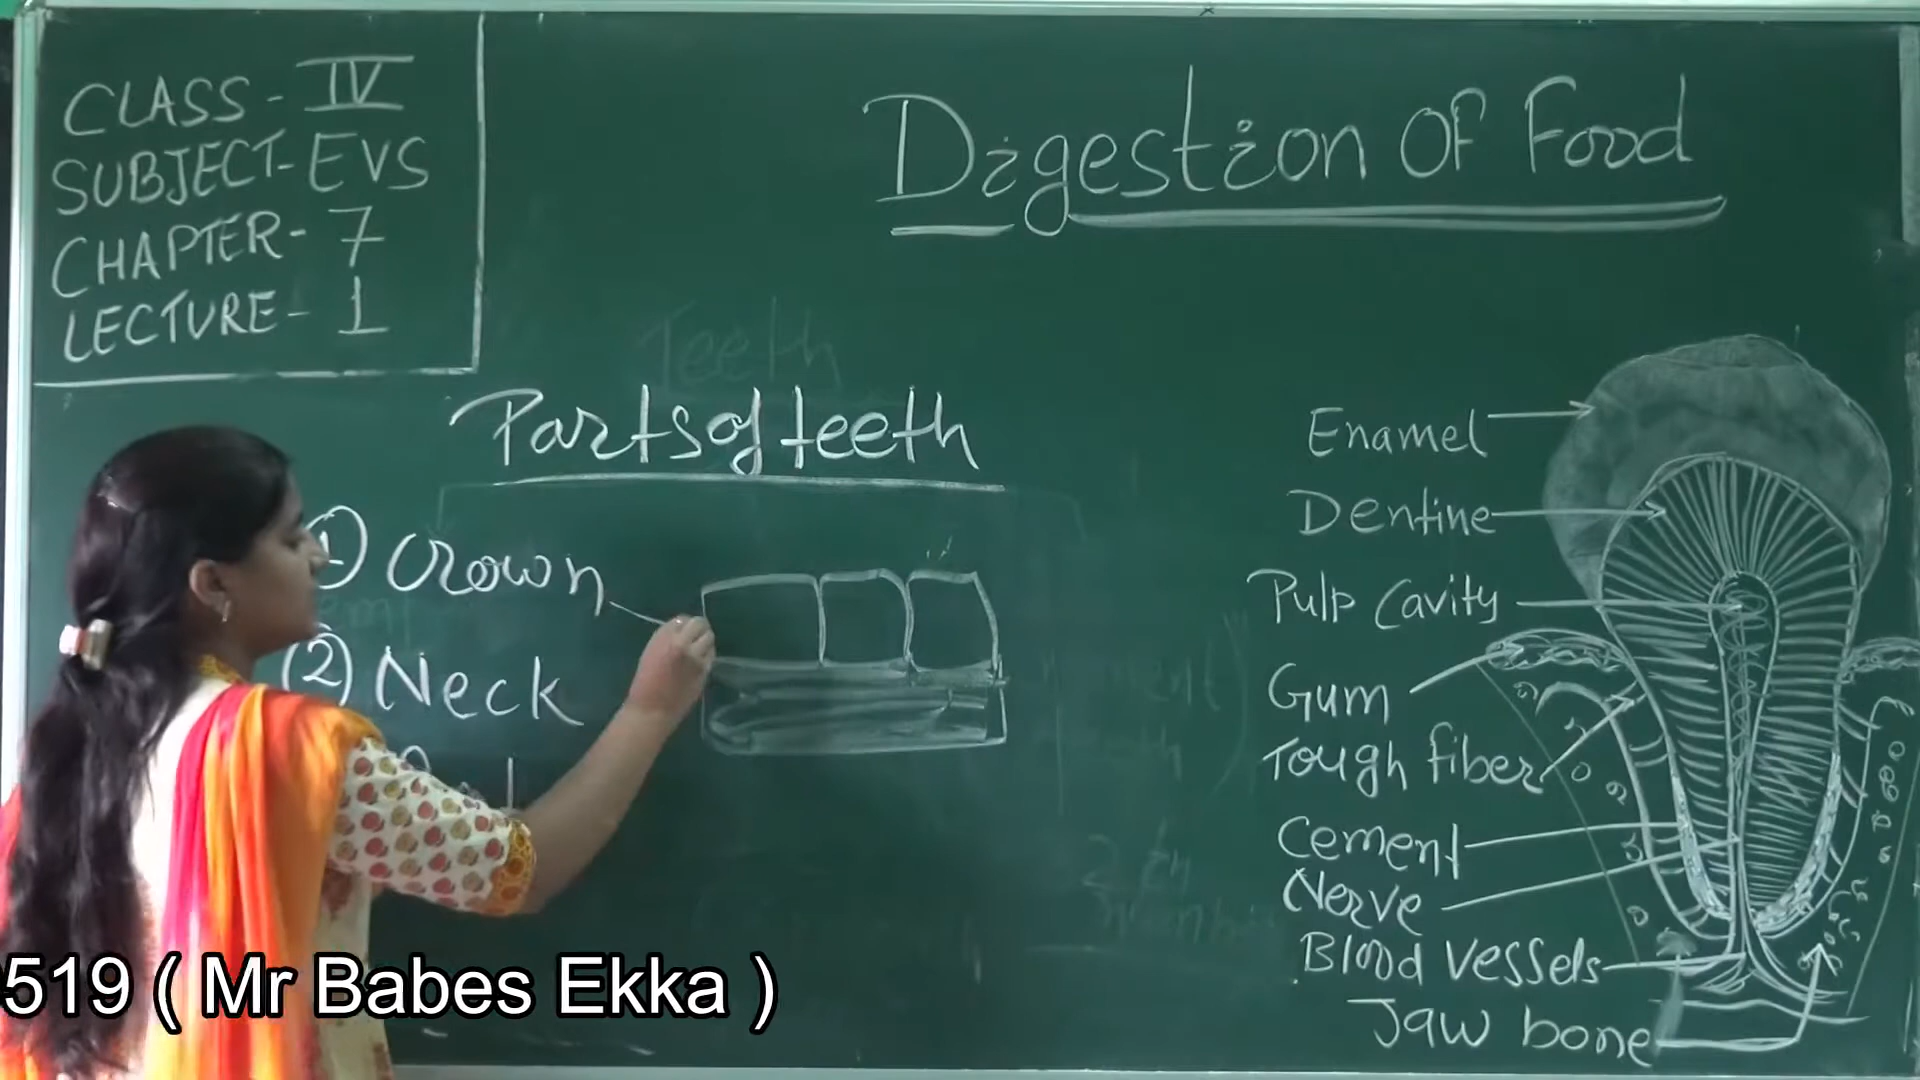 CLASS - IV
SUBJECT - EVS
CHAPTER - 7
LECTURE - 1
Digestion Of Food
Teeth
Parts of teeth
1) Crown
2) Neck
Enamel
Dentine
Pulp Cavity
Gum
Tough fiber
Cement
Nerve
Blood Vessels
Jaw bone
519 ( Mr Babes Ekka )